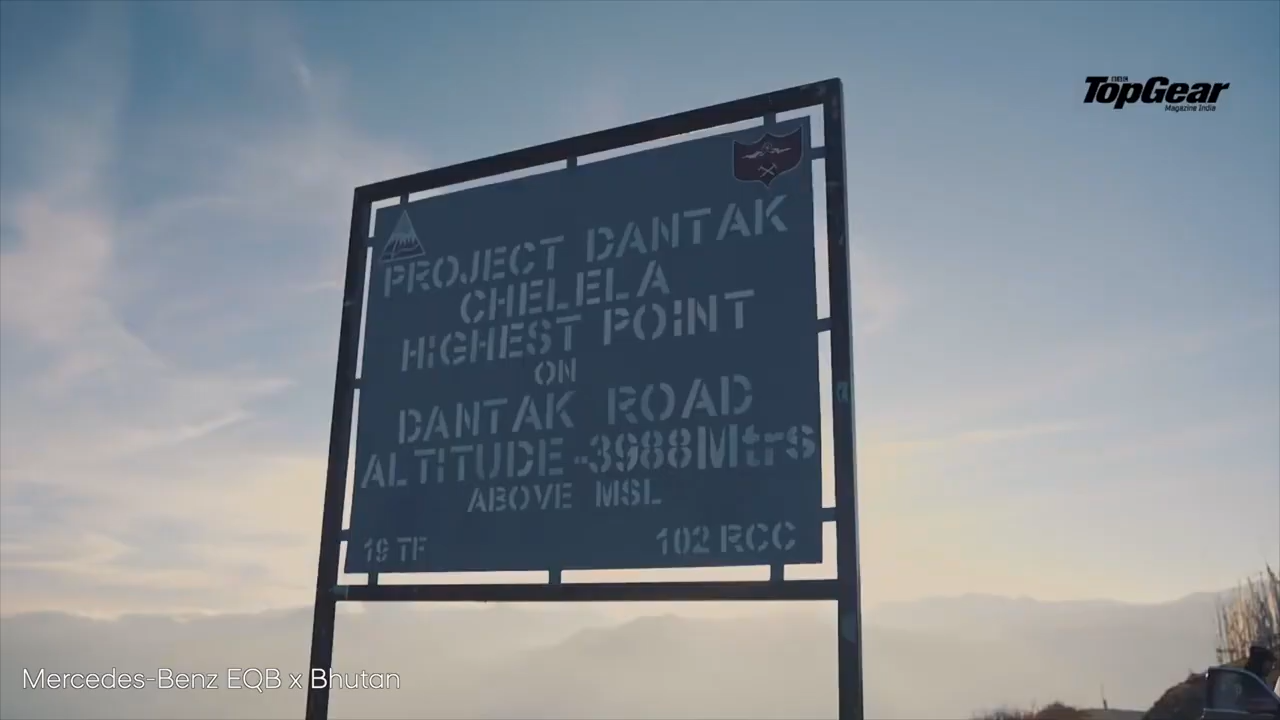 BBC
TopGear
Magazine India
PROJECT DANTAK
CHELELA
HIGHEST POINT
ON
DANTAK ROAD
ALTITUDE-3988Mtrs
ABOVE MSL
19 TF 102 RCC
Mercedes-Benz EQB x Bhutan